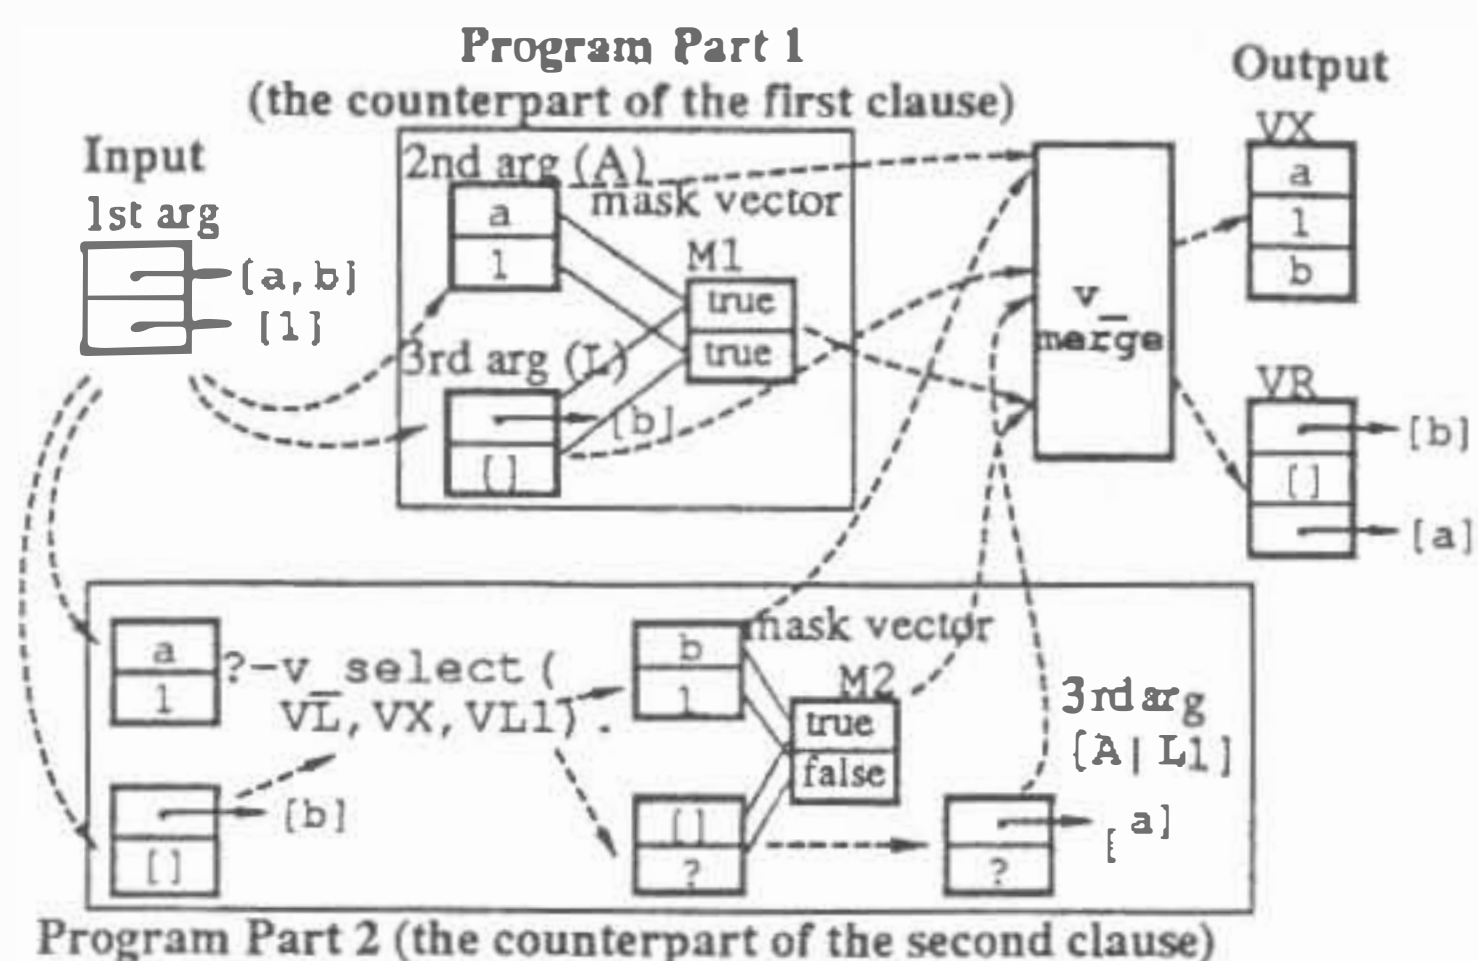 Program Part 1
(the counterpart of the first clause)
Output
Input
1st arg
[a,b]
[1]
2nd arg (A)
a
1
mask vector
M1
true
true
3rd arg (L)
[b]
[]
v_
merge
VX
a
1
b
VR
[b]
[]
[a]
a
1
?-v_select(
VL,VX,VL1).
[b]
[]
b
1
mask vector
M2
true
false
[]
?
3rd arg
[A| L1]
[a]
?
Program Part 2 (the counterpart of the second clause)